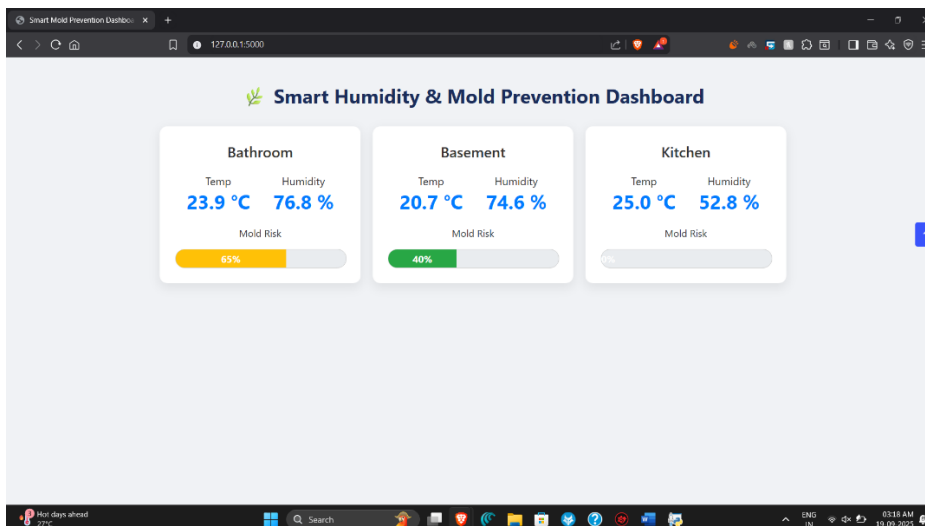 Smart Mold Prevention Dashboa
127.0.0.1:5000
Smart Humidity & Mold Prevention Dashboard
Bathroom
Temp Humidity
23.9 °C 76.8 %
Mold Risk
65%
Basement
Temp Humidity
20.7 °C 74.6 %
Mold Risk
40%
Kitchen
Temp Humidity
25.0 °C 52.8 %
Mold Risk
0%
Hot days ahead
27°C
Search
ENG
IN
03:18 AM
19.09.2025